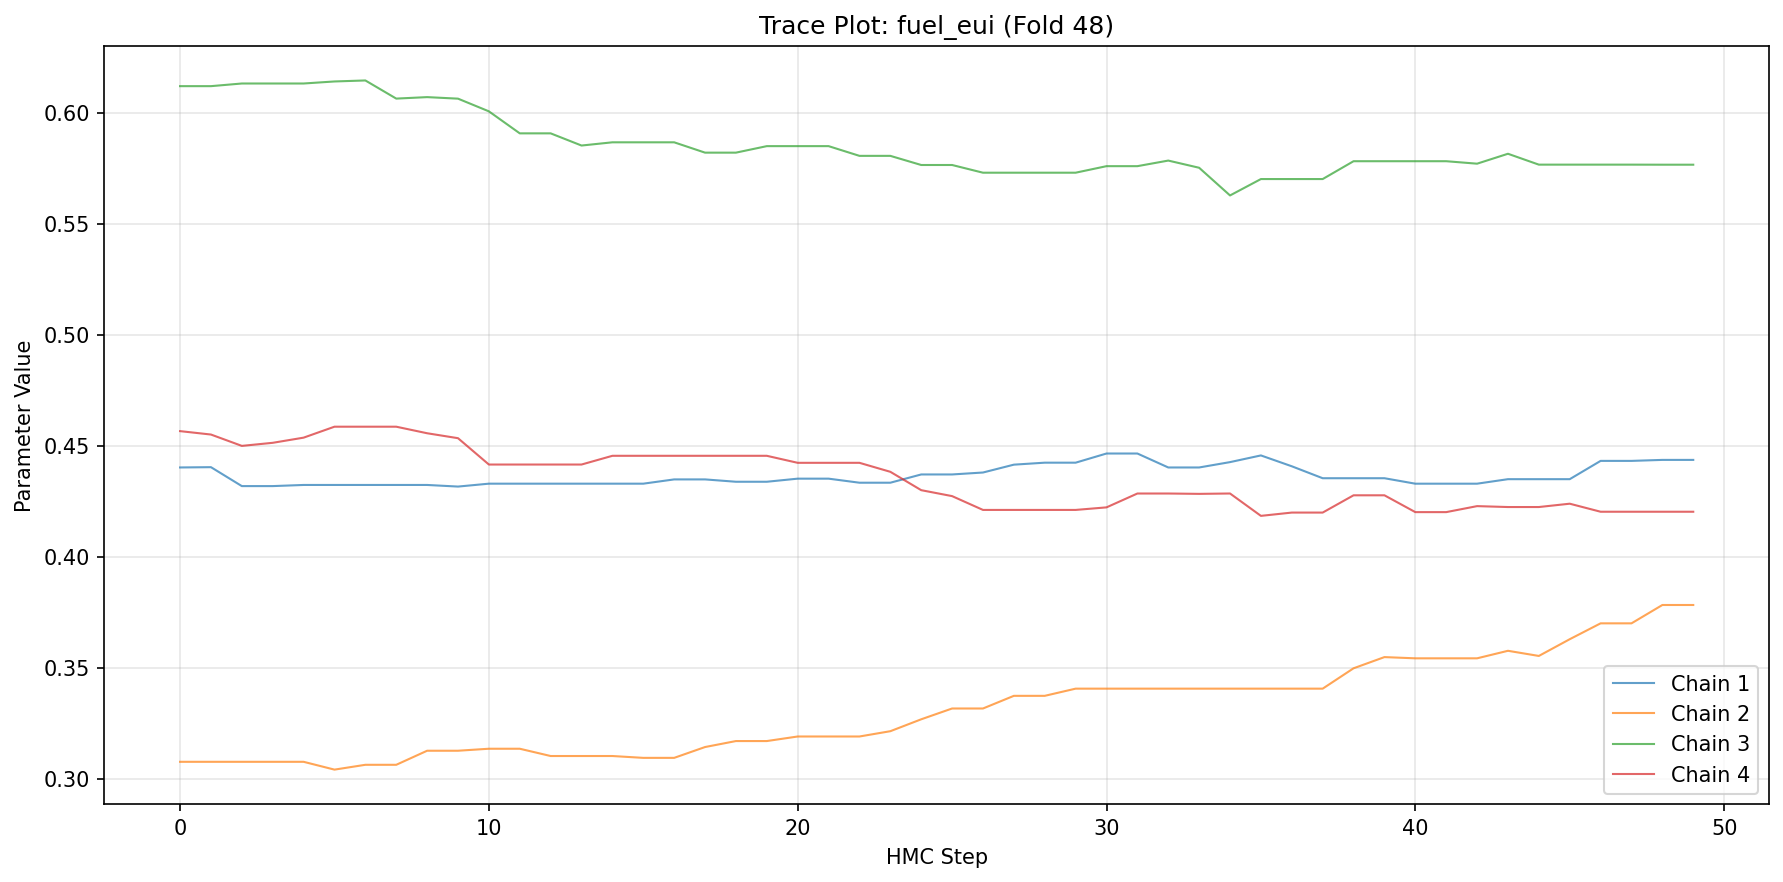 Trace Plot: fuel_eui (Fold 48)
Parameter Value
0.60
0.55
0.50
0.45
0.40
0.35
0.30
0
10
20
30
40
50
HMC Step
Chain 1
Chain 2
Chain 3
Chain 4